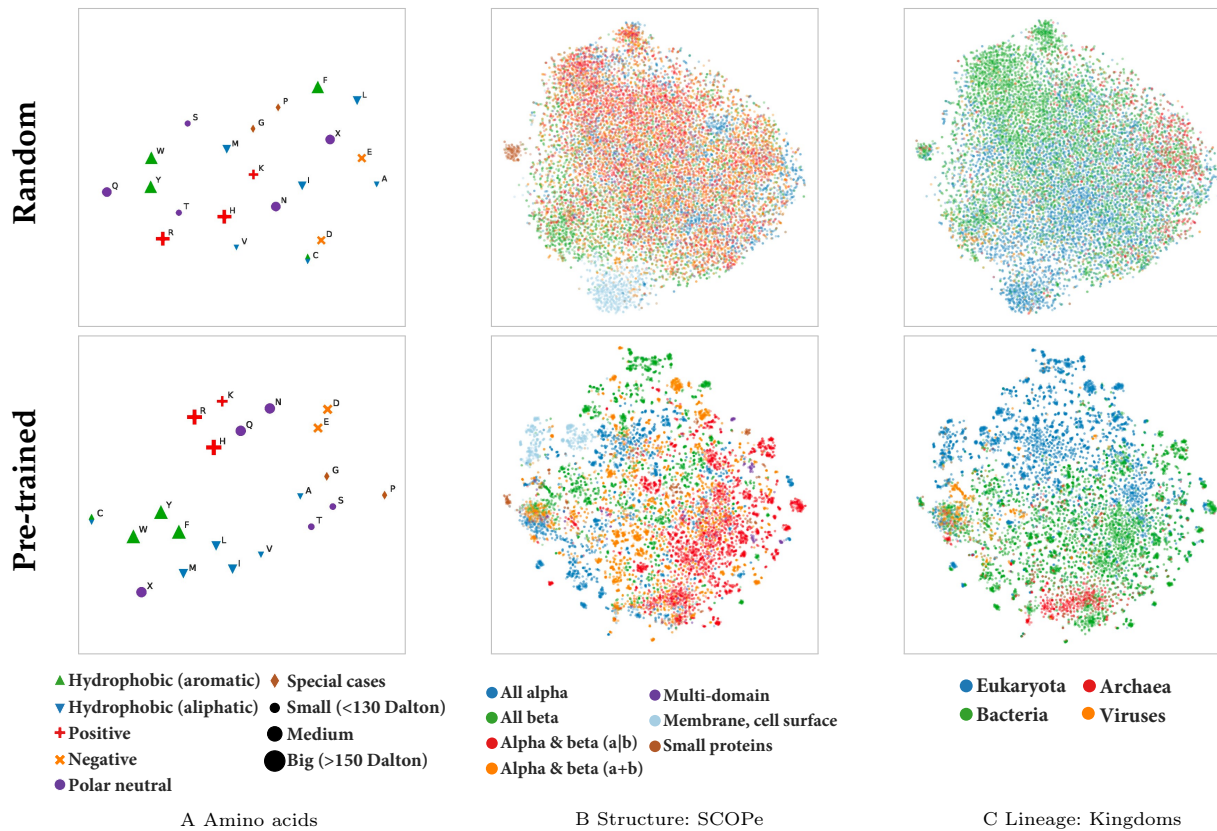 Random
F
L
P
S
G
X
M
W
E
K
Y
I
A
Q
N
T
H
R
V
D
C
Pre-trained
K
N
D
R
Q
E
H
G
A
P
S
Y
C
T
W
F
L
V
M
I
X
Hydrophobic (aromatic)
Hydrophobic (aliphatic)
Positive
Negative
Polar neutral
Special cases
Small (<130 Dalton)
Medium
Big (>150 Dalton)
All alpha
All beta
Alpha & beta (a|b)
Alpha & beta (a+b)
Multi-domain
Membrane, cell surface
Small proteins
Eukaryota
Bacteria
Archaea
Viruses
A Amino acids
B Structure: SCOPe
C Lineage: Kingdoms